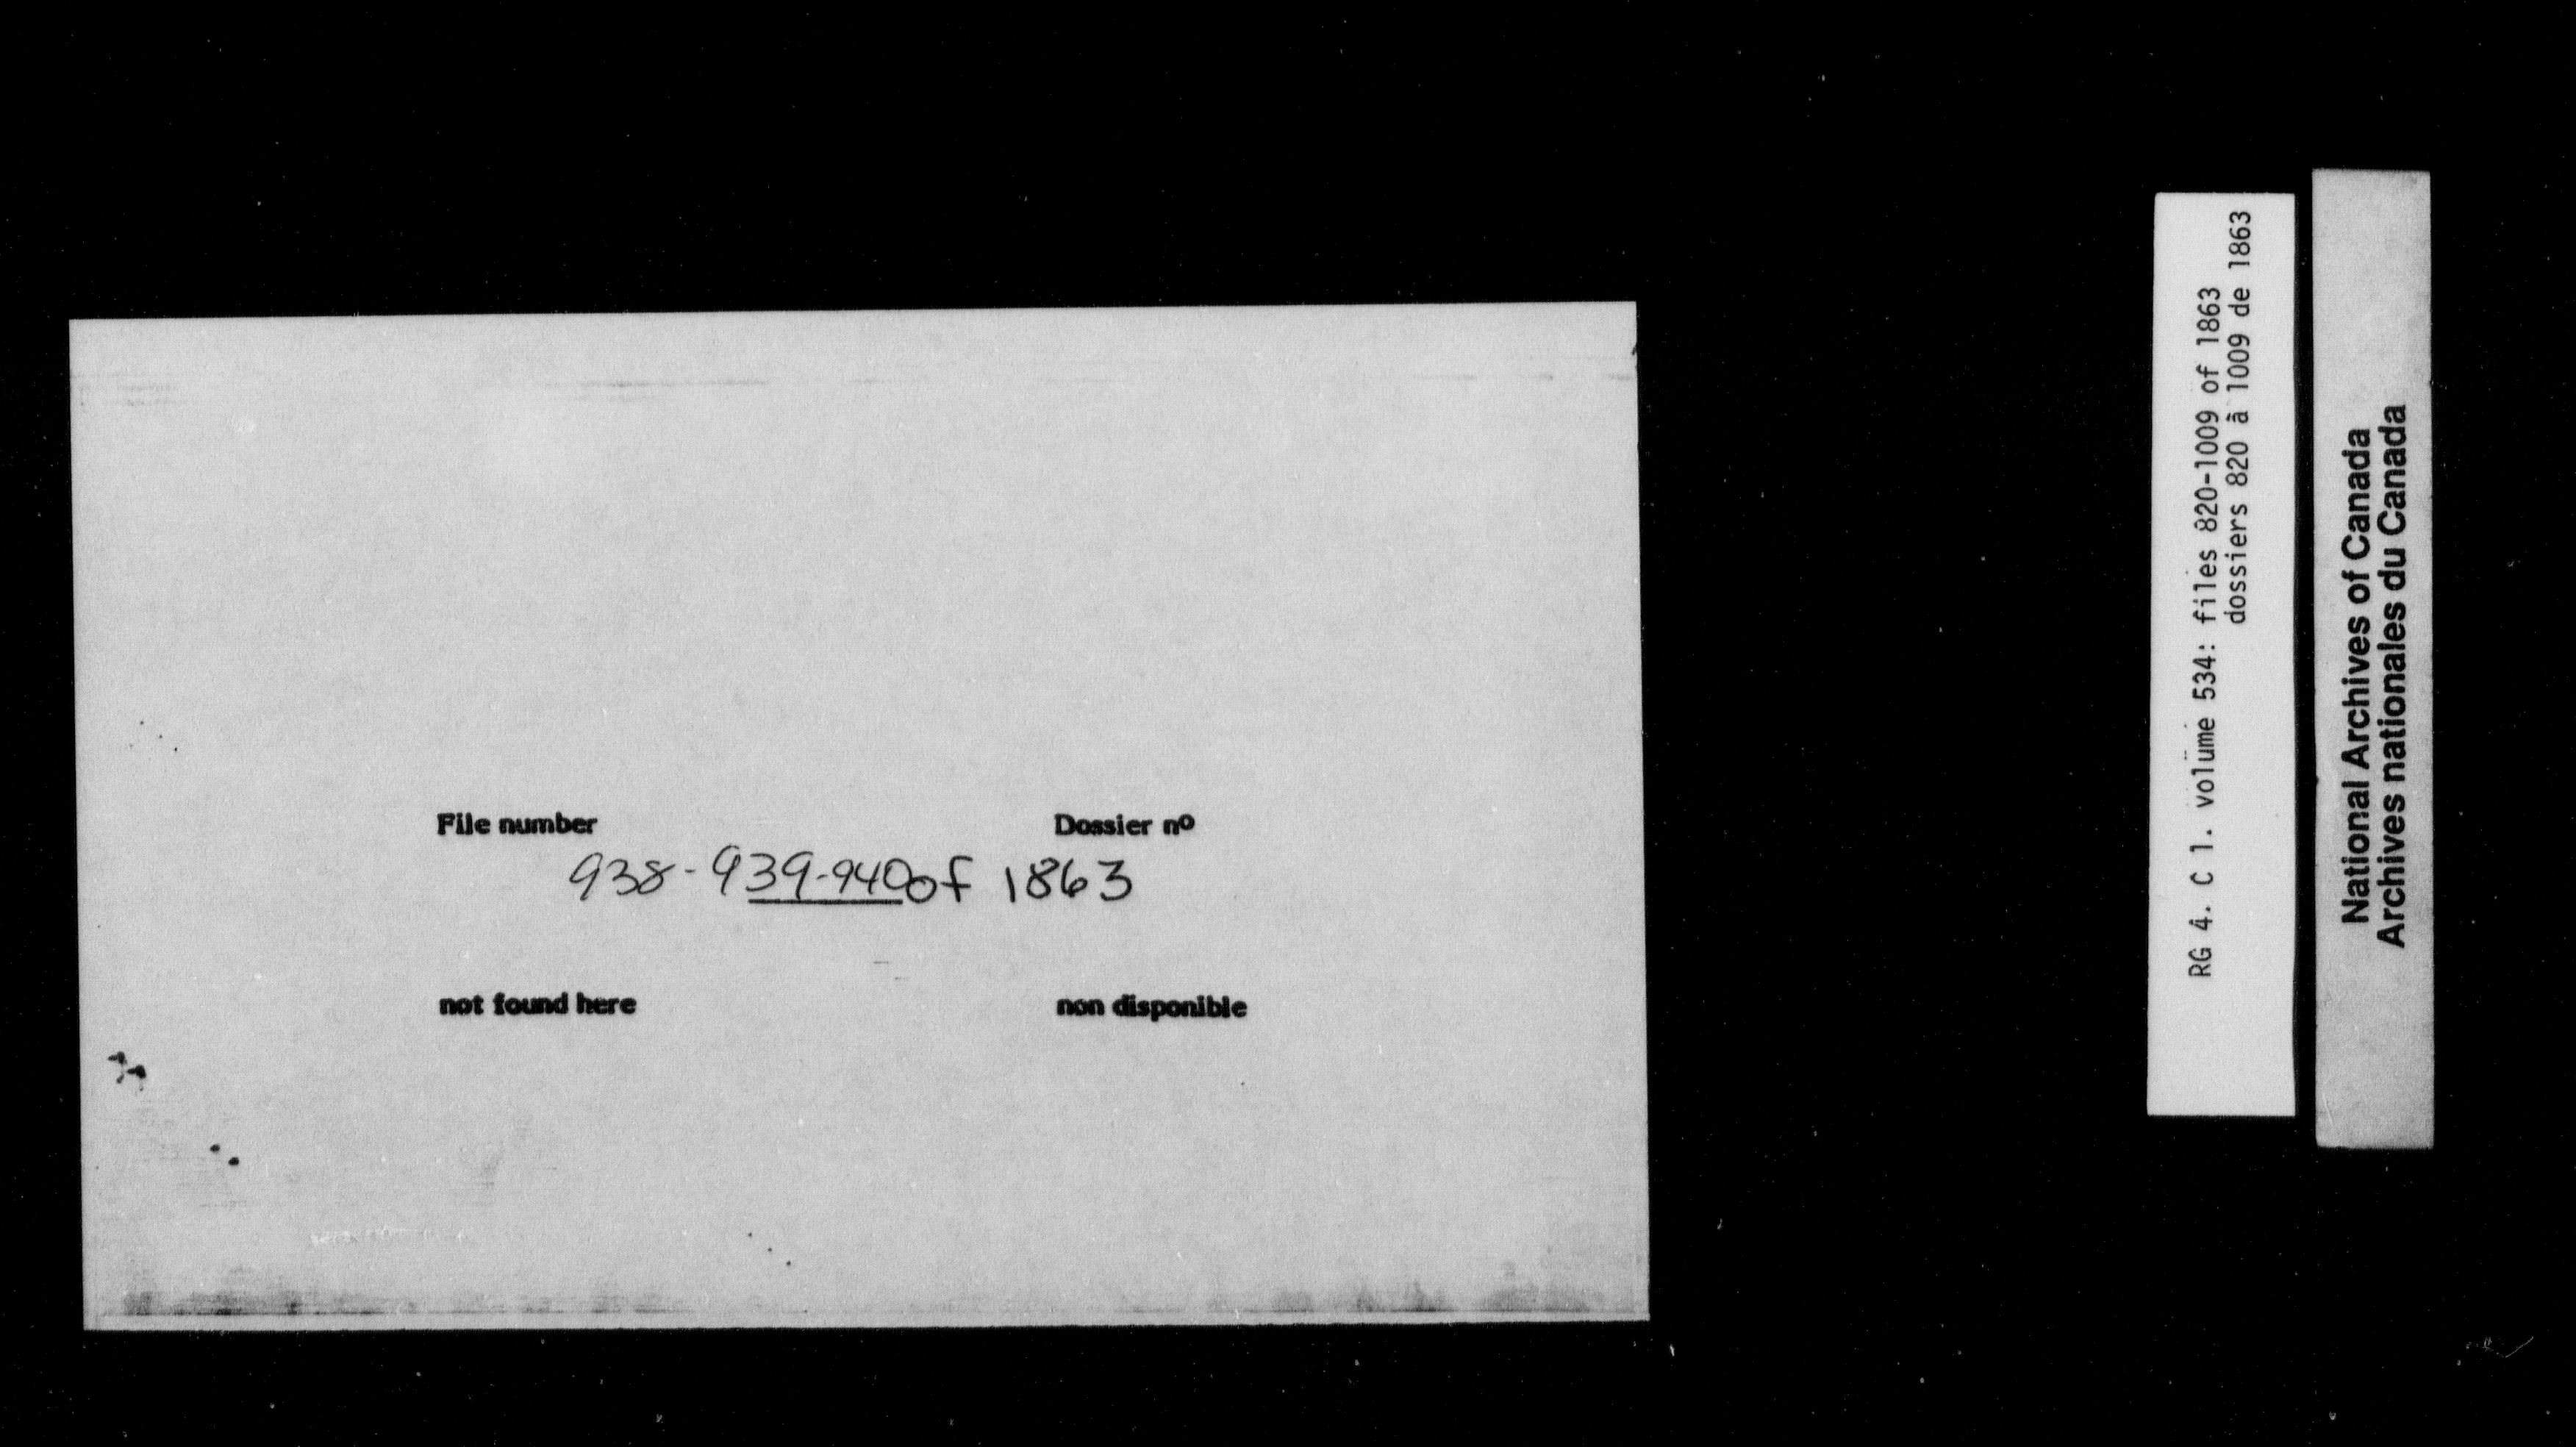 File number Dossier nº
938-939-940 of 1863
not found here non disponible
RG 4. C 1. volume 534: files 820-1009 of 1863
dossiers 820 à 1009 de 1863
National Archives of Canada
Archives nationales du Canada